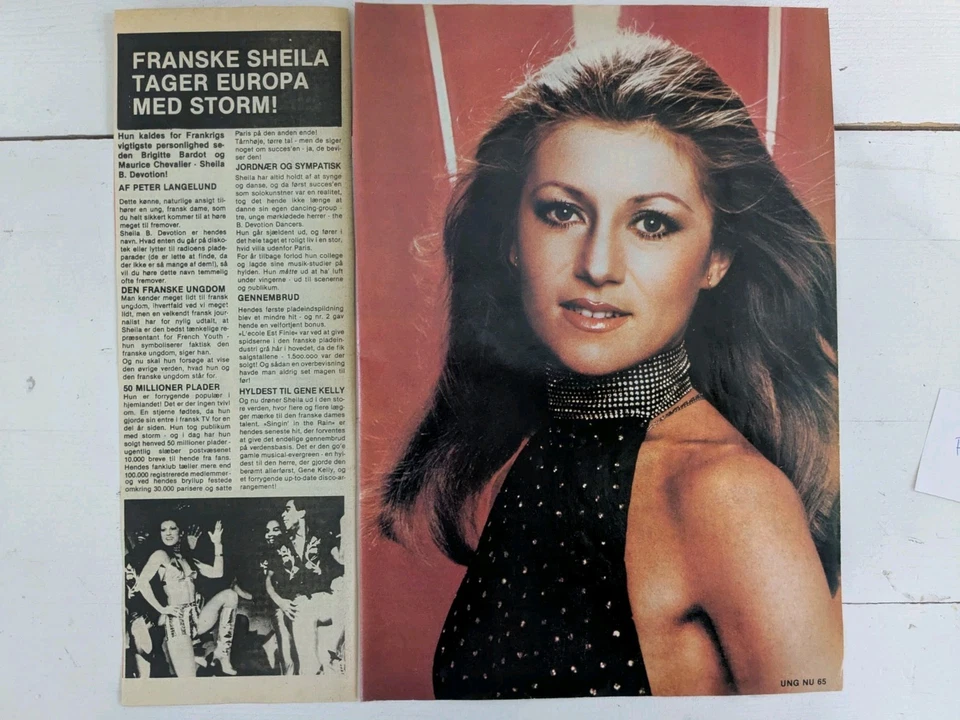 FRANSKE SHEILA
TAGER EUROPA
MED STORM!
Hun kaldes for Frankrigs
vigtigste personlighed si-
den Brigitte Bardot og
Maurice Chevalier - Sheila
B. Devotion!
AF PETER LANGELUND
Dette kønne, naturlige ansigt til-
hører en ung, fransk dame, som
du helt sikkert kommer til at høre
meget til fremover.
Sheila B. Devotion er hendes
navn. Hvad enten du går på disko-
tek eller lytter til radioens plade-
parader (de er lette at finde, da
der ikke er så mange af dem!), så
vil du høre dette navn temmelig
ofte fremover.
DEN FRANSKE UNGDOM
Man kender meget lidt til fransk
ungdom, ihvertfald ved vi meget
lidt, men en velkendt fransk jour-
nalist har for nylig udtalt, at
Sheila er den bedst tænkelige re-
præsentant for French Youth -
hun symboliserer faktisk den
franske ungdom, siger han.
Og nu skal hun forsøge at vise
den øvrige verden, hvad hun og
den franske ungdom står for.
50 MILLIONER PLADER
Hun er forrygende populær i
hjemlandet! Det er der ingen tvivl
om. En stjerne fødtes, da hun
gjorde sin entre i fransk TV for en
del år siden. Hun tog publikum
med storm - og i dag har hun
solgt henved 50 millioner plader-
ugentlig slæber postvæsenet
10.000 breve til hende fra fans.
Hendes fanklub tæller mere end
100.000 registrerede medlemmer-
og ved hendes bryllup festede
omkring 30.000 parisere og satte
Paris på den anden ende!
Tårnhøje, tørre tal - men de siger
noget om succes'en - ja, de bevi-
ser den!
JORDNÆR OG SYMPATISK
Sheila har altid holdt af at synge
og danse, og da først succes'en
som solokunstner var en realitet,
tog det hende ikke længe at
danne sin egen dancing-group -
tre, unge mørklødede herrer - the
B. Devotion Dancers.
Hun går sjældent ud, og fører i
det hele taget et roligt liv i en stor,
hvid villa udenfor Paris.
For år tilbage forlod hun college
og lagde sine musik-studier på
hylden. Hun måtte ud at ha' luft
under vingerne - ud til scenerne
og publikum.
GENNEMBRUD
Hendes første pladeindspilning
blev et mindre hit - og nr. 2 gav
hende en velfortjent bonus.
»L'ecole Est Finie« var ved at give
spidserne i den franske pladein-
dustri grå hår i hovedet, da de fik
salgstallene - 1.500.000 var der
solgt! Og sådan en overbevisning
havde man aldrig set magen til
før!
HYLDEST TIL GENE KELLY
Og nu drøner Sheila ud i den sto-
re verden, hvor flere og flere læg-
ger mærke til den franske dames
talent. »Singin' in the Rain« er
hendes seneste hit, der forventes
at give det endelige gennembrud
på verdensbasis. Det er den go'e
gamle musical-evergreen - en hyl-
dest til den herre, der gjorde den
berømt allerførst, Gene Kelly, og
et forrygende up-to-date disco-ar-
rangement!
UNG NU 65